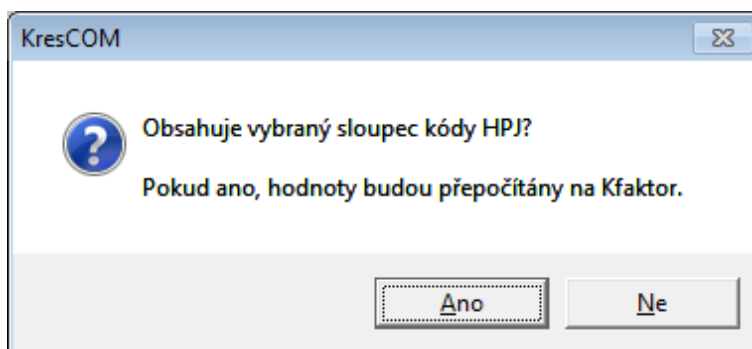 KresCOM
Obsahuje vybraný sloupec kódy HPJ?
Pokud ano, hodnoty budou přepočítány na Kfaktor.
Ano
Ne